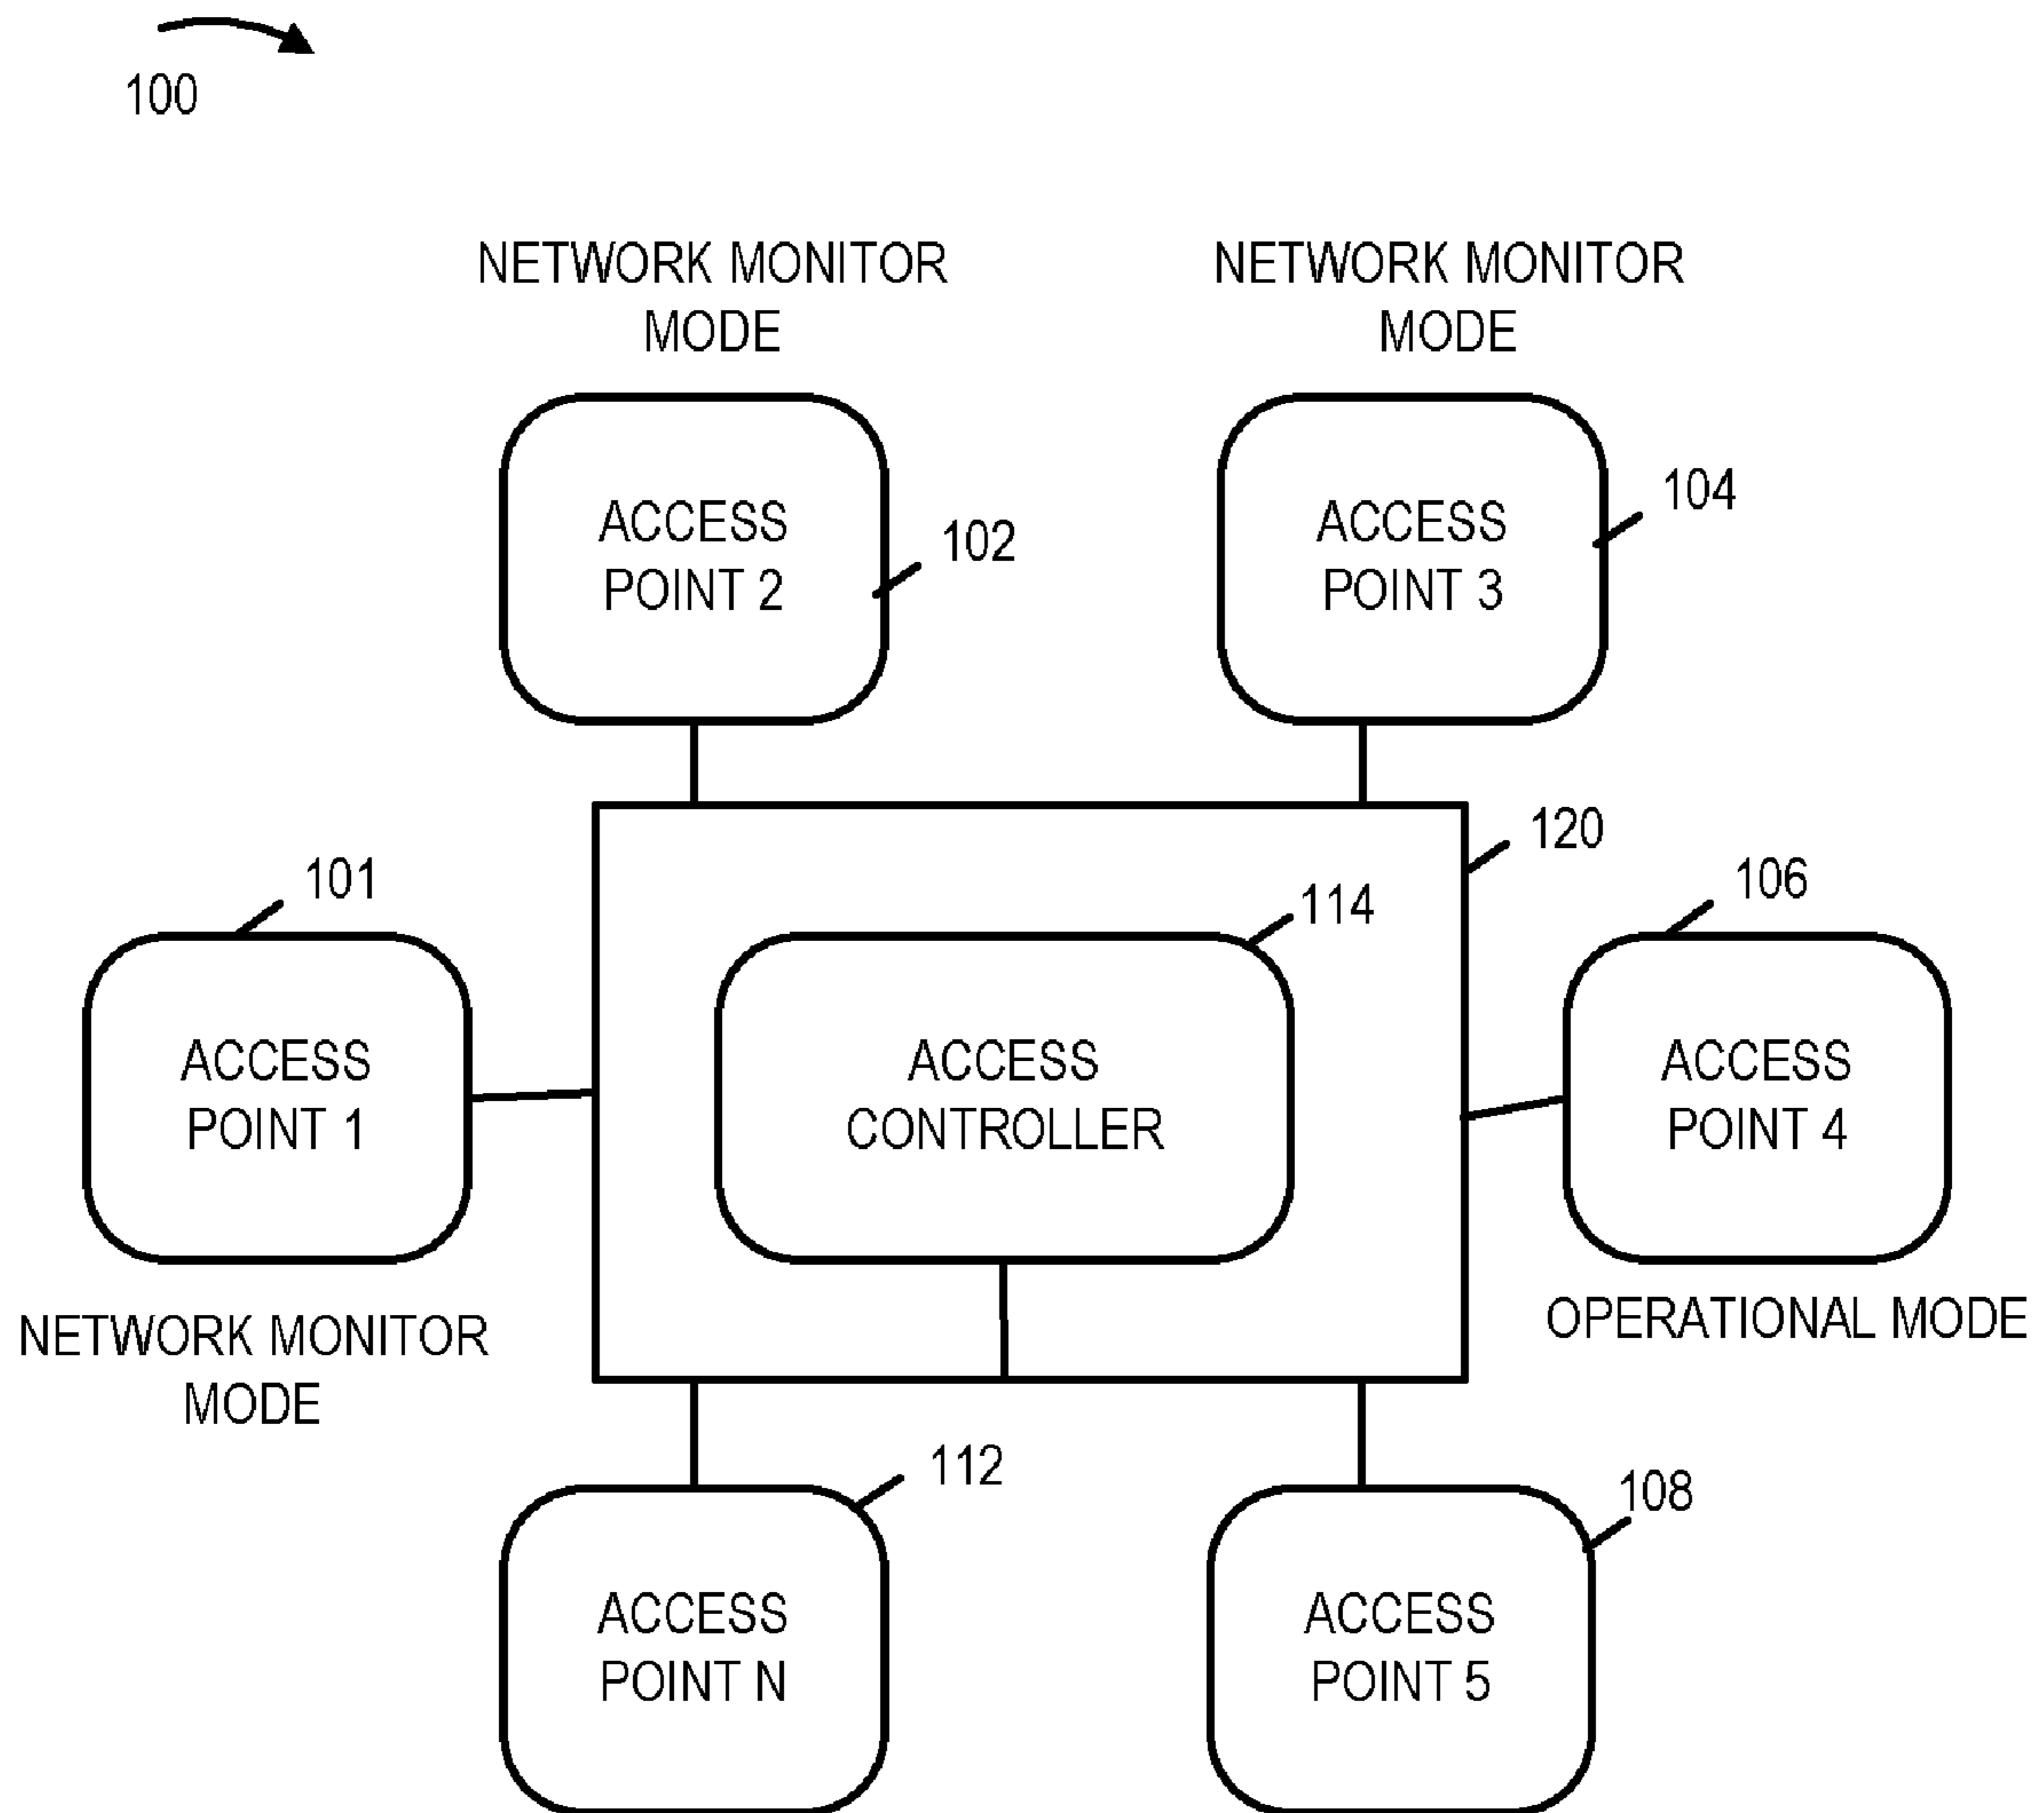 100
NETWORK MONITOR
MODE
NETWORK MONITOR
MODE
ACCESS
POINT 2
102
ACCESS
POINT 3
104
120
101
114
106
ACCESS
POINT 1
ACCESS
CONTROLLER
ACCESS
POINT 4
NETWORK MONITOR
MODE
OPERATIONAL MODE
112
108
ACCESS
POINT N
ACCESS
POINT 5